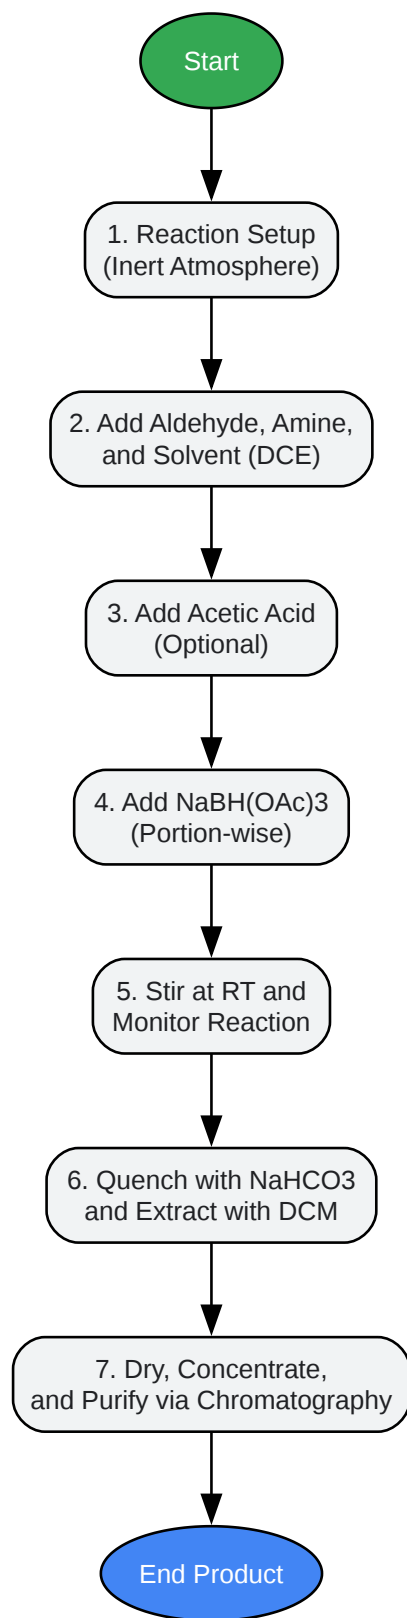 Start
1. Reaction Setup
(Inert Atmosphere)
2. Add Aldehyde, Amine,
and Solvent (DCE)
3. Add Acetic Acid
(Optional)
4. Add NaBH(OAc)3
(Portion-wise)
5. Stir at RT and
Monitor Reaction
6. Quench with NaHCO3
and Extract with DCM
7. Dry, Concentrate,
and Purify via Chromatography
End Product